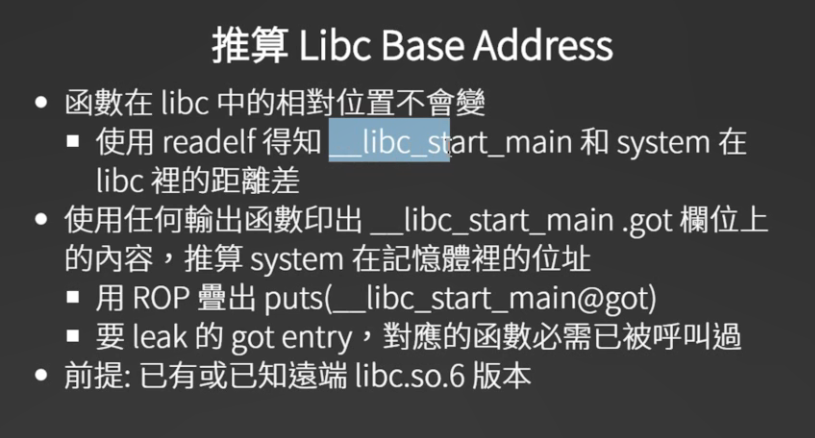 推算 Libc Base Address
● 函數在 libc 中的相對位置不會變
■ 使用 readelf 得知 __libc_start_main 和 system 在
libc 裡的距離差
● 使用任何輸出函數印出 __libc_start_main .got 欄位上
的內容，推算 system 在記憶體裡的位址
■ 用 ROP 疊出 puts(__libc_start_main@got)
■ 要 leak 的 got entry，對應的函數必需已被呼叫過
● 前提: 已有或已知遠端 libc.so.6 版本